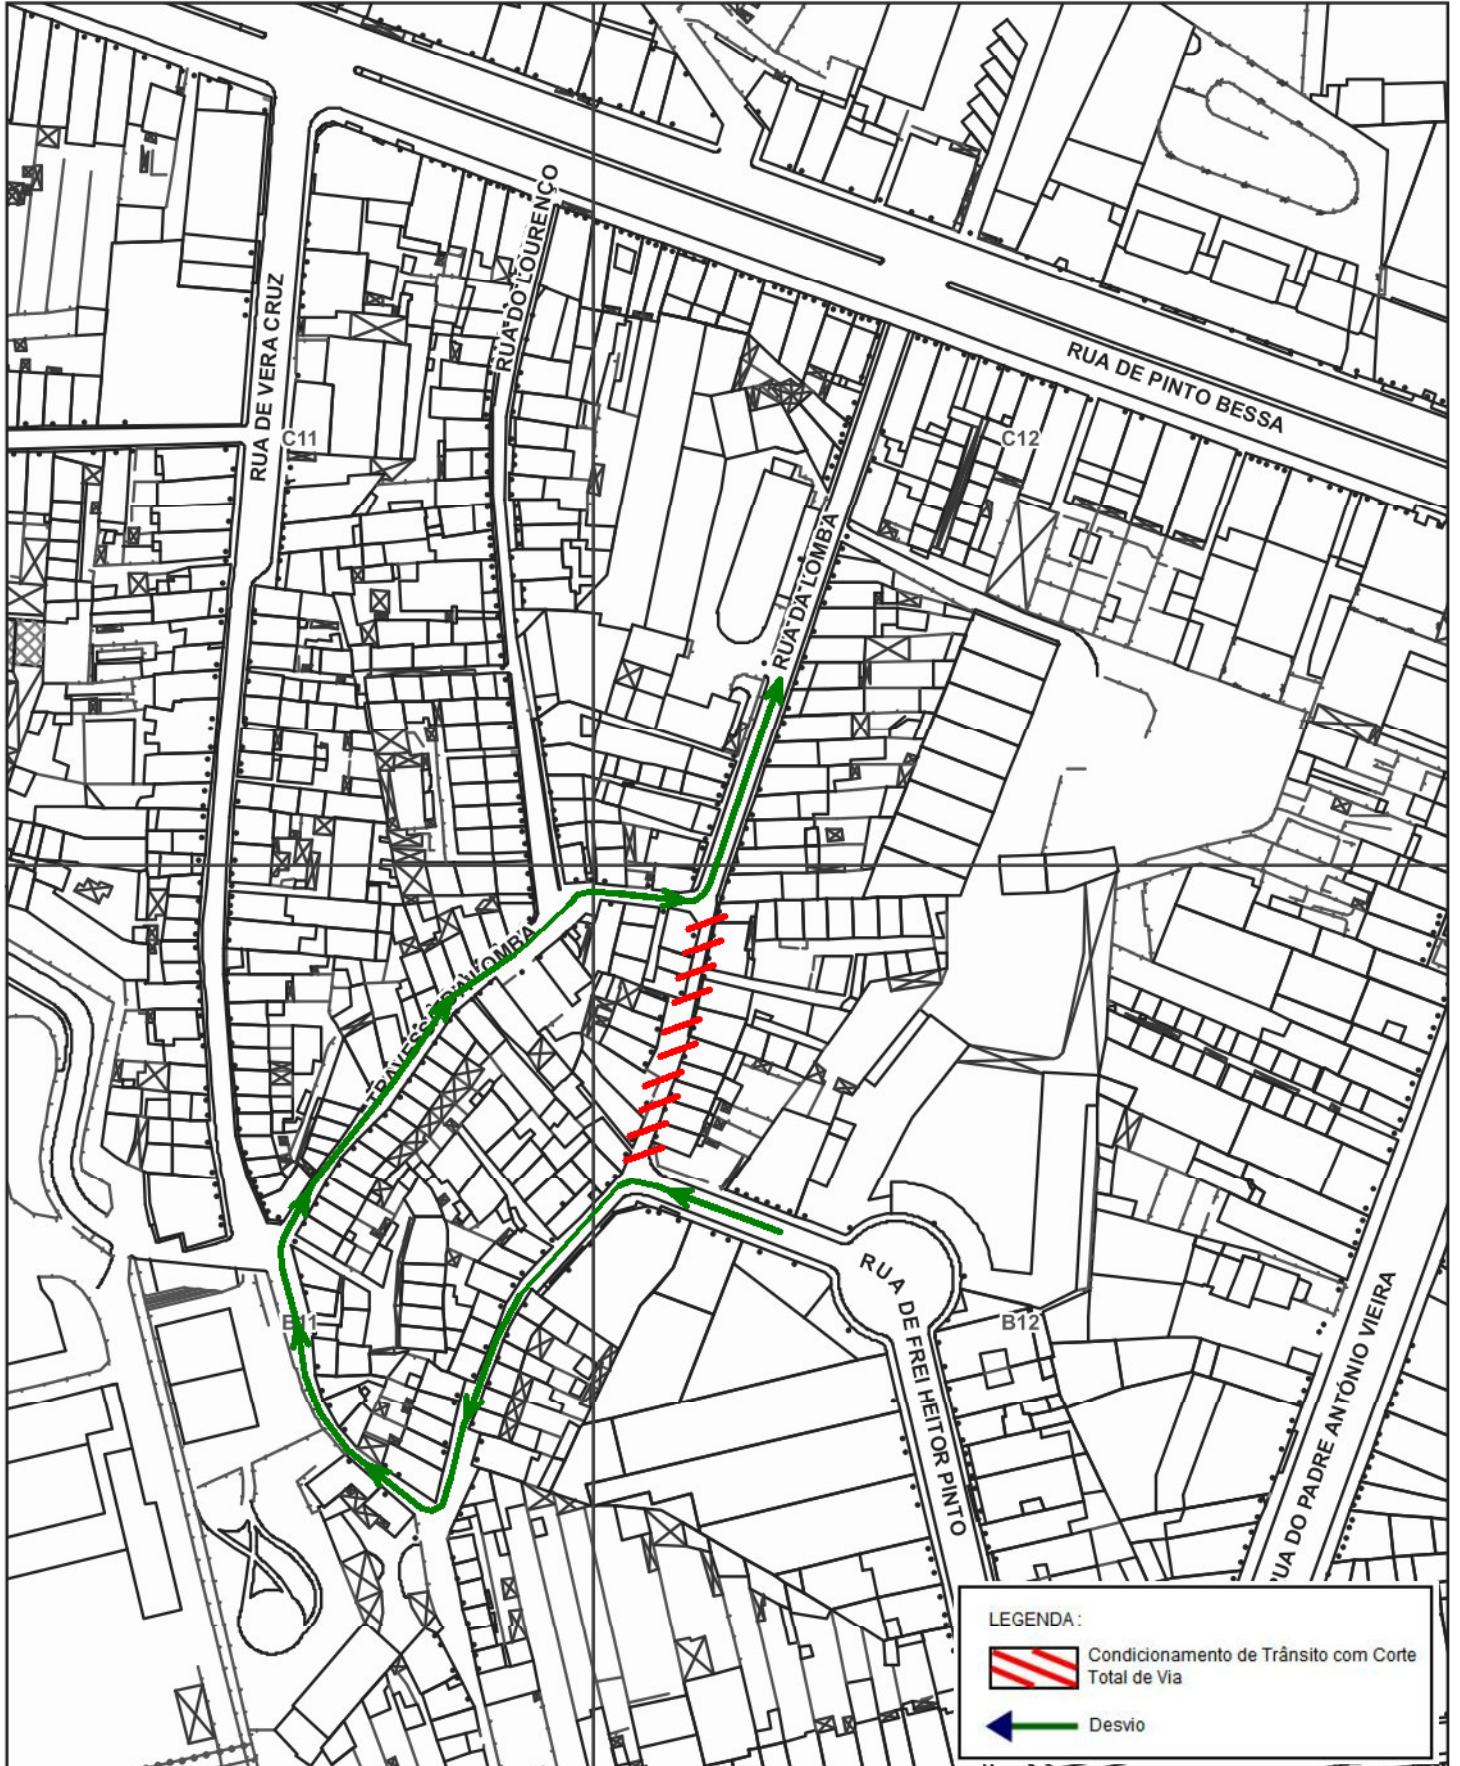 RUA DO LOURENÇO
RUA DE VERA CRUZ
RUA DE PINTO BESSA
C11
C12
RUA DA LOMBA
TRAVESSA DA LOMBA
RUA DE FREI HEITOR PINTO
B11
B12
RUA DO PADRE ANTÓNIO VIEIRA
LEGENDA :
Condicionamento de Trânsito com Corte
Total de Via
Desvio